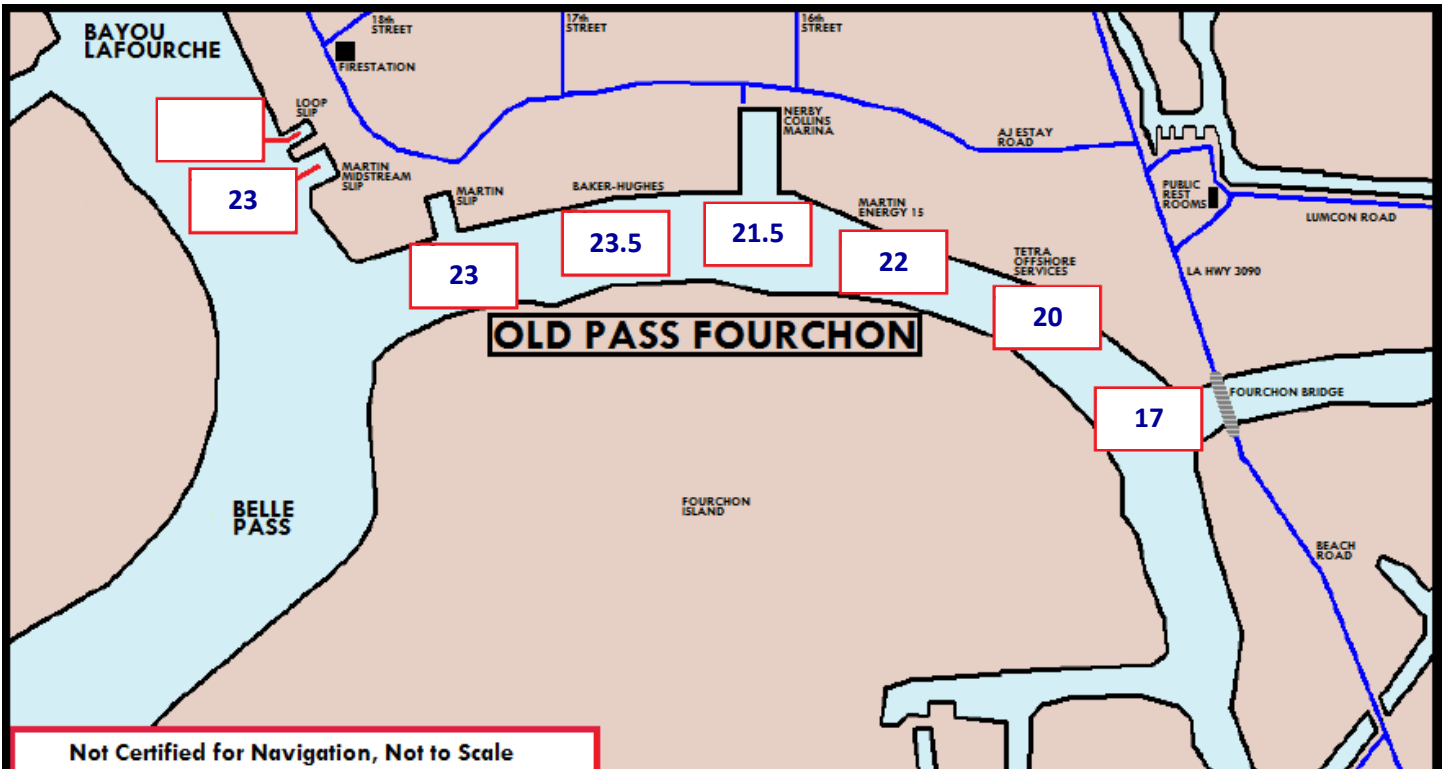 BAYOU
LAFOURCHE
18th
STREET
17th
STREET
16th
STREET
FIRESTATION
LOOP
SLIP
NERBY
COLLINS
MARINA
AJ ESTAY
ROAD
MARTIN
MIDSTREAM
SLIP
23
MARTIN
SLIP
BAKER-HUGHES
MARTIN
ENERGY 15
PUBLIC
REST
ROOMS
LUMCON ROAD
23
23.5
21.5
22
TETRA
OFFSHORE
SERVICES
LA HWY 3090
20
OLD PASS FOURCHON
17
FOURCHON BRIDGE
BELLE
PASS
FOURCHON
ISLAND
BEACH
ROAD
Not Certified for Navigation, Not to Scale